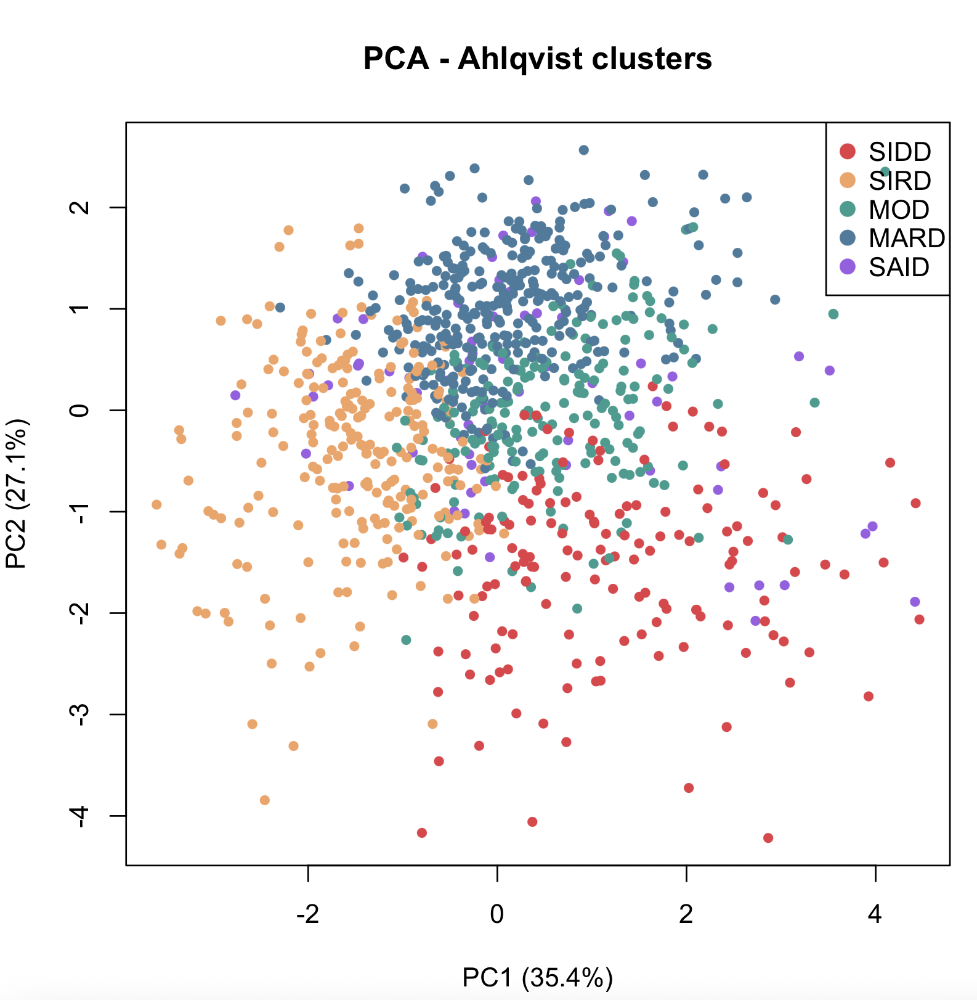 PCA - Ahlqvist clusters
SIDD
SIRD
MOD
MARD
SAID
2
1
0
-1
-2
-3
-4
PC2 (27.1%)
-2
0
2
4
PC1 (35.4%)